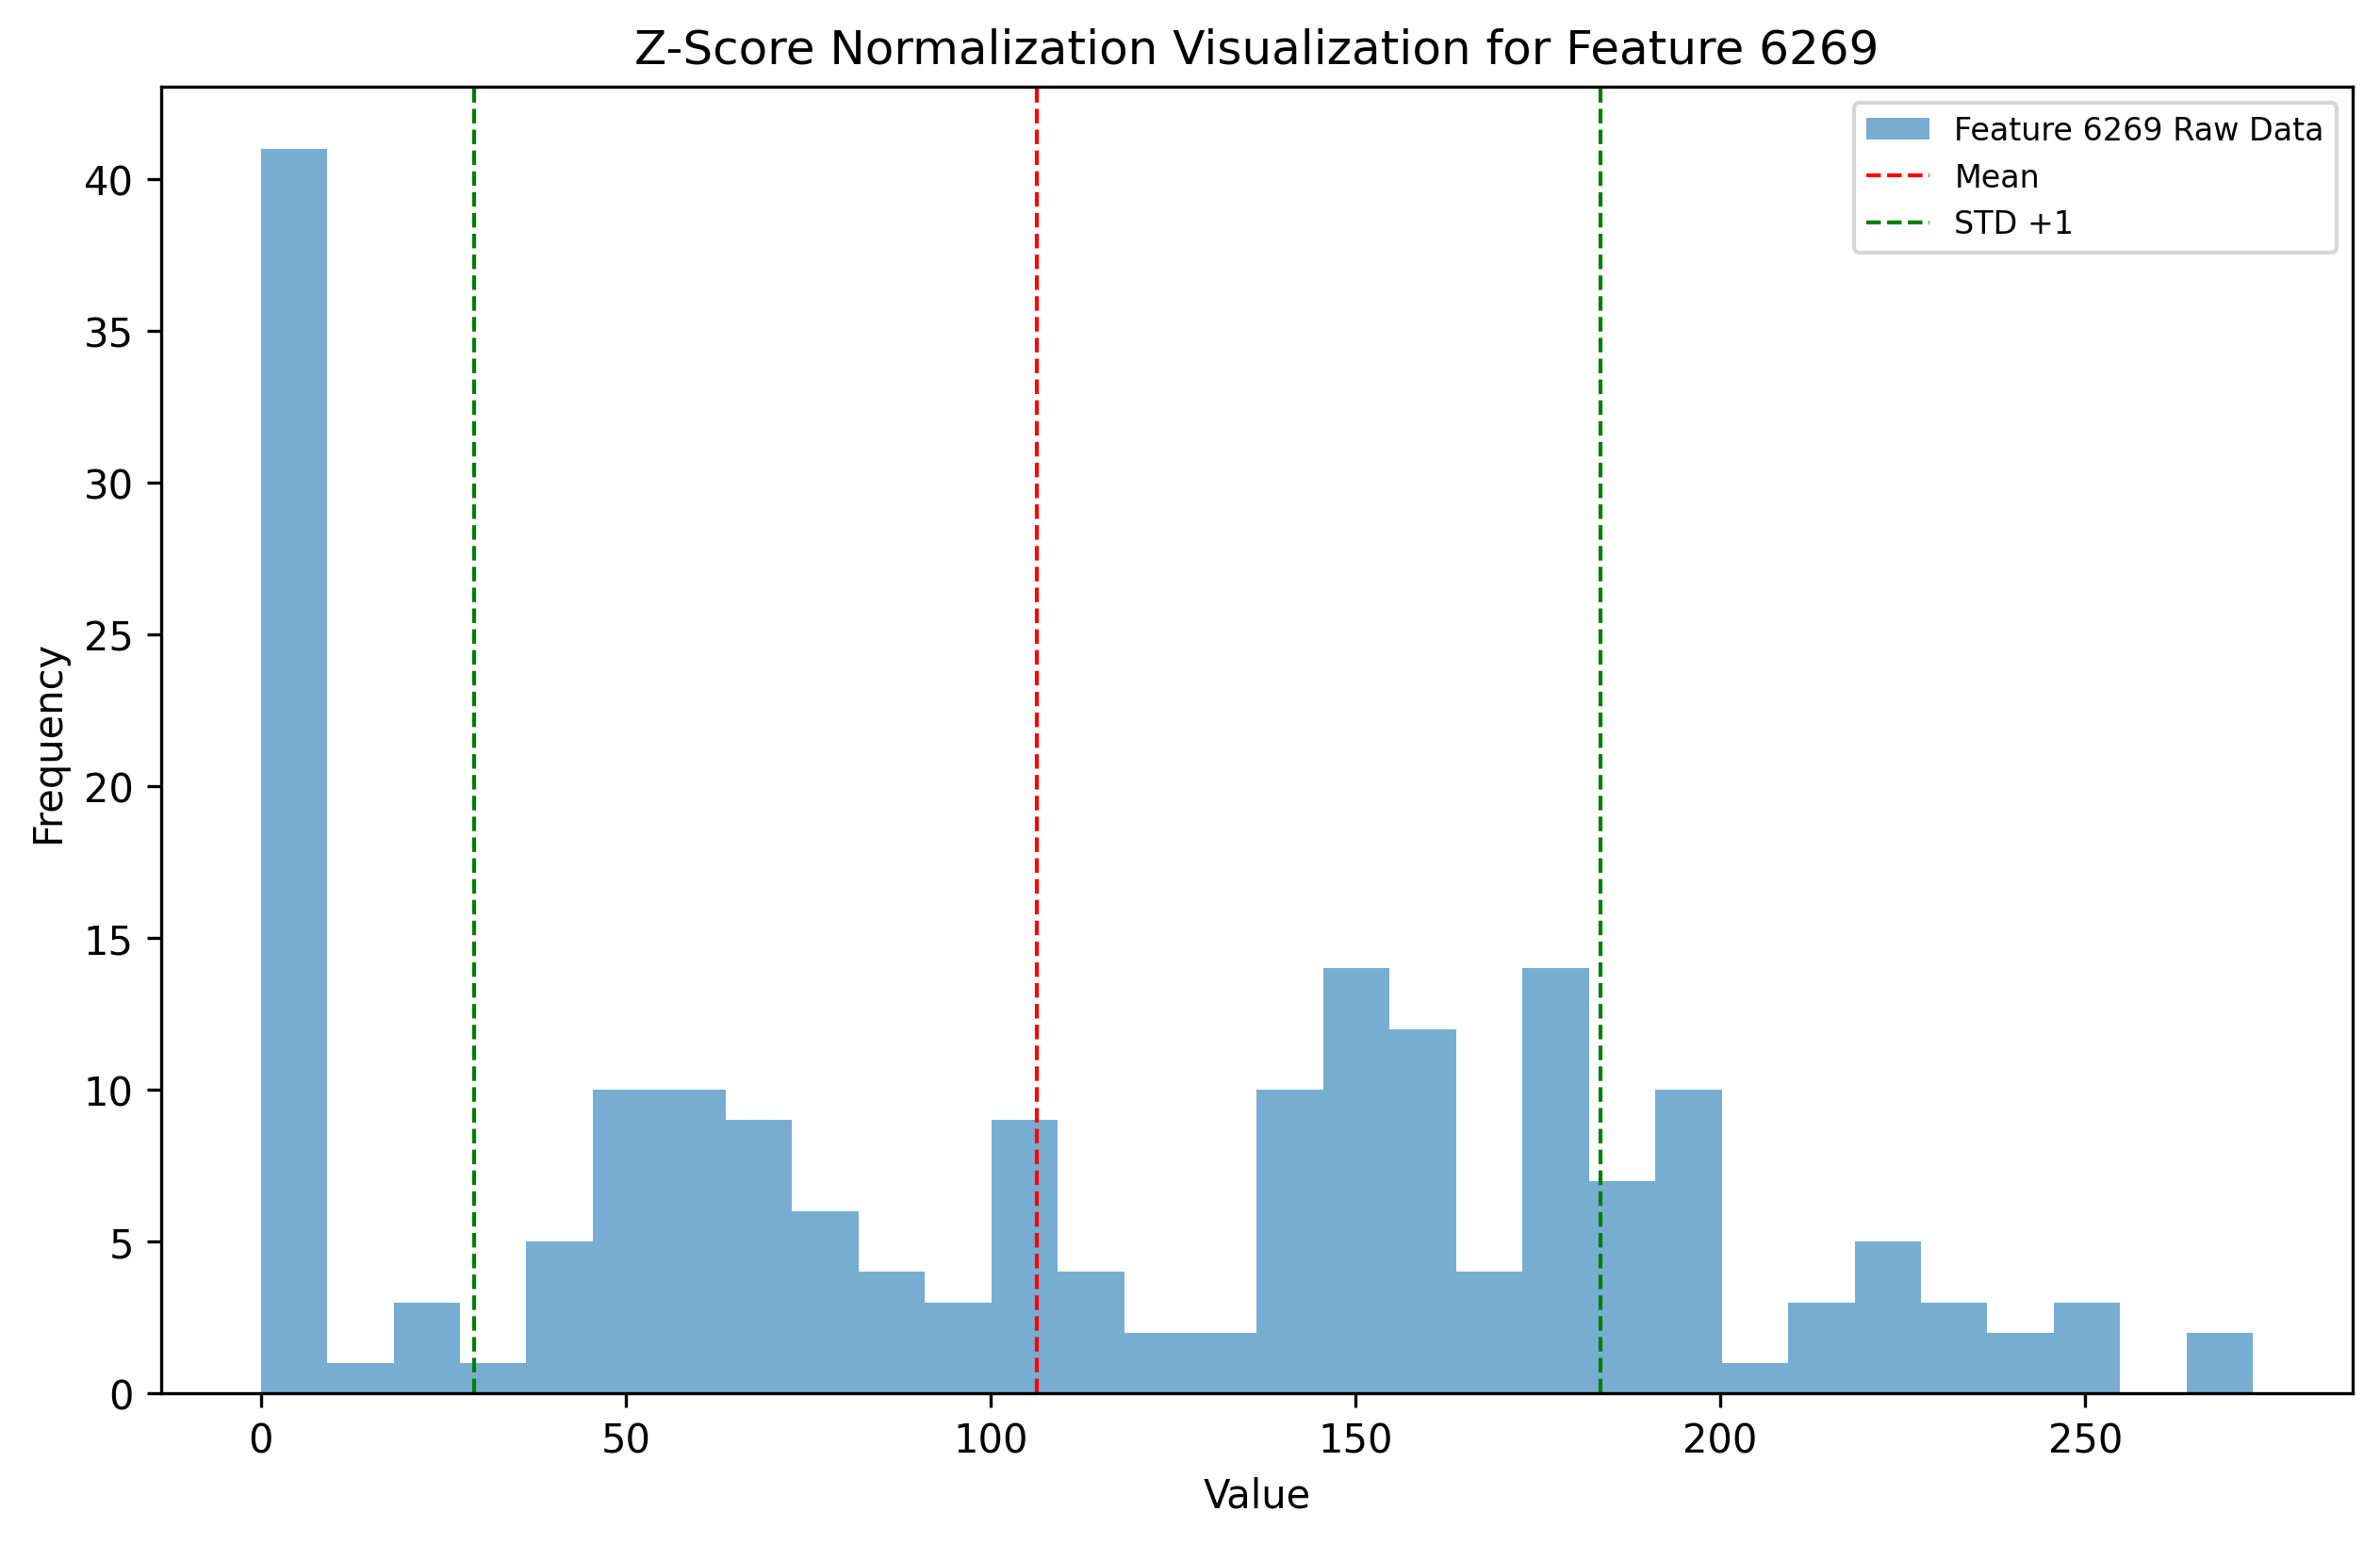 Z-Score Normalization Visualization for Feature 6269
Feature 6269 Raw Data
Mean
STD +1
40
35
30
25
20
15
10
5
0
Frequency
0 50 100 150 200 250
Value